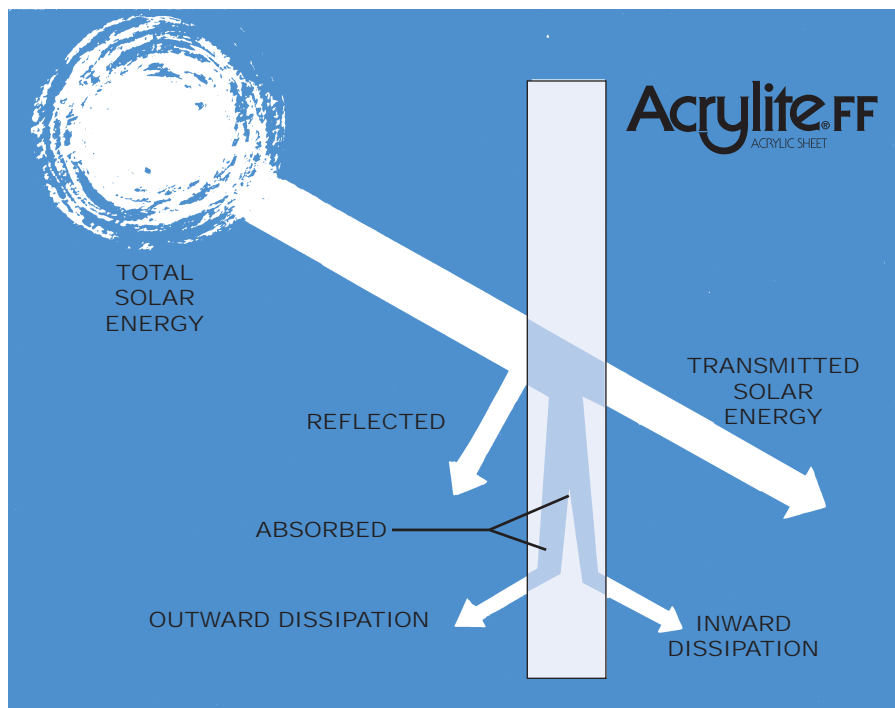 Acrylite® FF
ACRYLIC SHEET
TOTAL
SOLAR
ENERGY
TRANSMITTED
SOLAR
ENERGY
REFLECTED
ABSORBED
OUTWARD DISSIPATION
INWARD
DISSIPATION